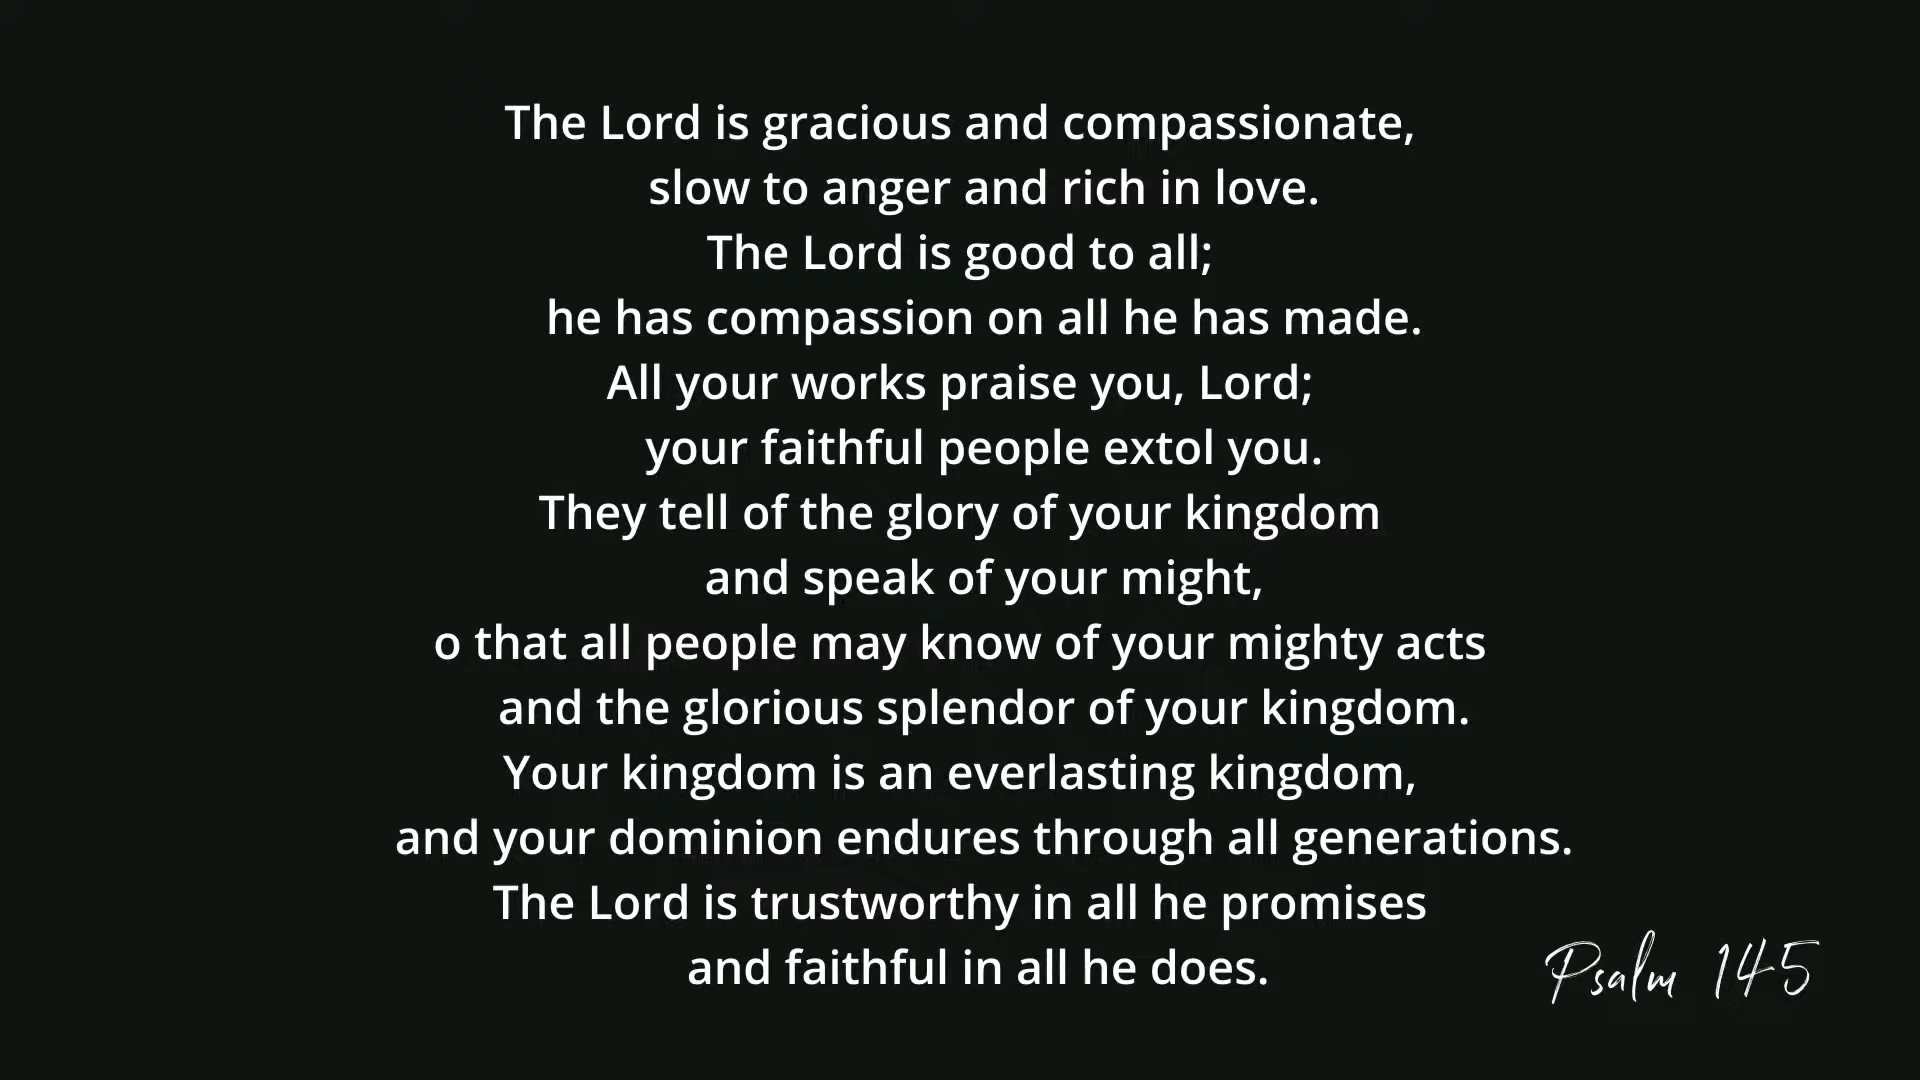 The Lord is gracious and compassionate,
slow to anger and rich in love.
The Lord is good to all;
he has compassion on all he has made.
All your works praise you, Lord;
your faithful people extol you.
They tell of the glory of your kingdom
and speak of your might,
o that all people may know of your mighty acts
and the glorious splendor of your kingdom.
Your kingdom is an everlasting kingdom,
and your dominion endures through all generations.
The Lord is trustworthy in all he promises
and faithful in all he does.
Psalm 145